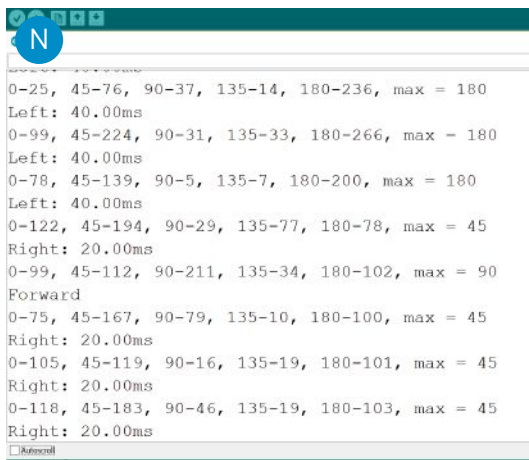 N
0-25, 45-76, 90-37, 135-14, 180-236, max = 180
Left: 40.00ms
0-99, 45-224, 90-31, 135-33, 180-266, max = 180
Left: 40.00ms
0-78, 45-139, 90-5, 135-7, 180-200, max = 180
Left: 40.00ms
0-122, 45-194, 90-29, 135-77, 180-78, max = 45
Right: 20.00ms
0-99, 45-112, 90-211, 135-34, 180-102, max = 90
Forward
0-75, 45-167, 90-79, 135-10, 180-100, max = 45
Right: 20.00ms
0-105, 45-119, 90-16, 135-19, 180-101, max = 45
Right: 20.00ms
0-118, 45-183, 90-46, 135-19, 180-103, max = 45
Right: 20.00ms
Autoscroll